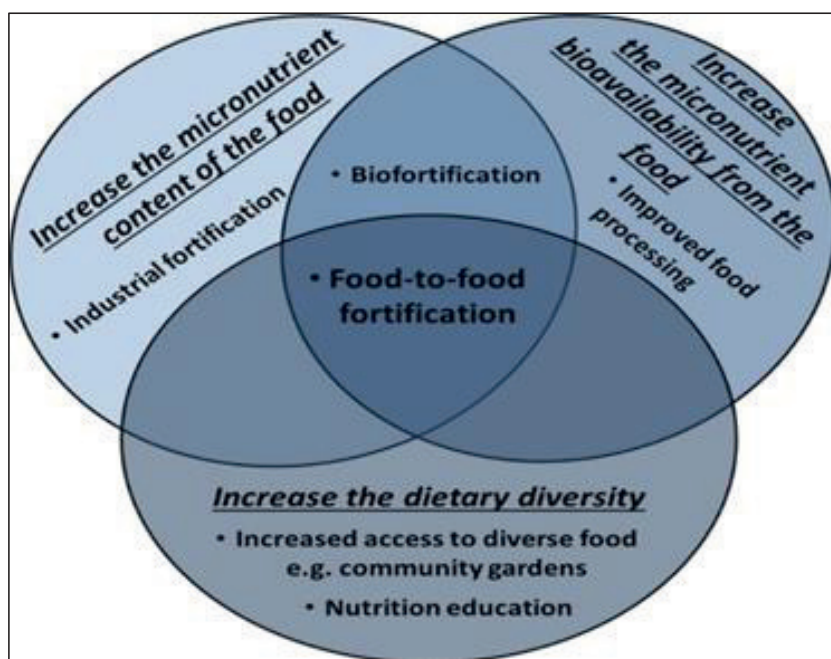 Increase the micronutrient
content of the food
• Industrial fortification
• Biofortification
Increase
the micronutrient
bioavailability from the
food
• Improved food
processing
• Food-to-food
fortification
Increase the dietary diversity
• Increased access to diverse food
e.g. community gardens
• Nutrition education